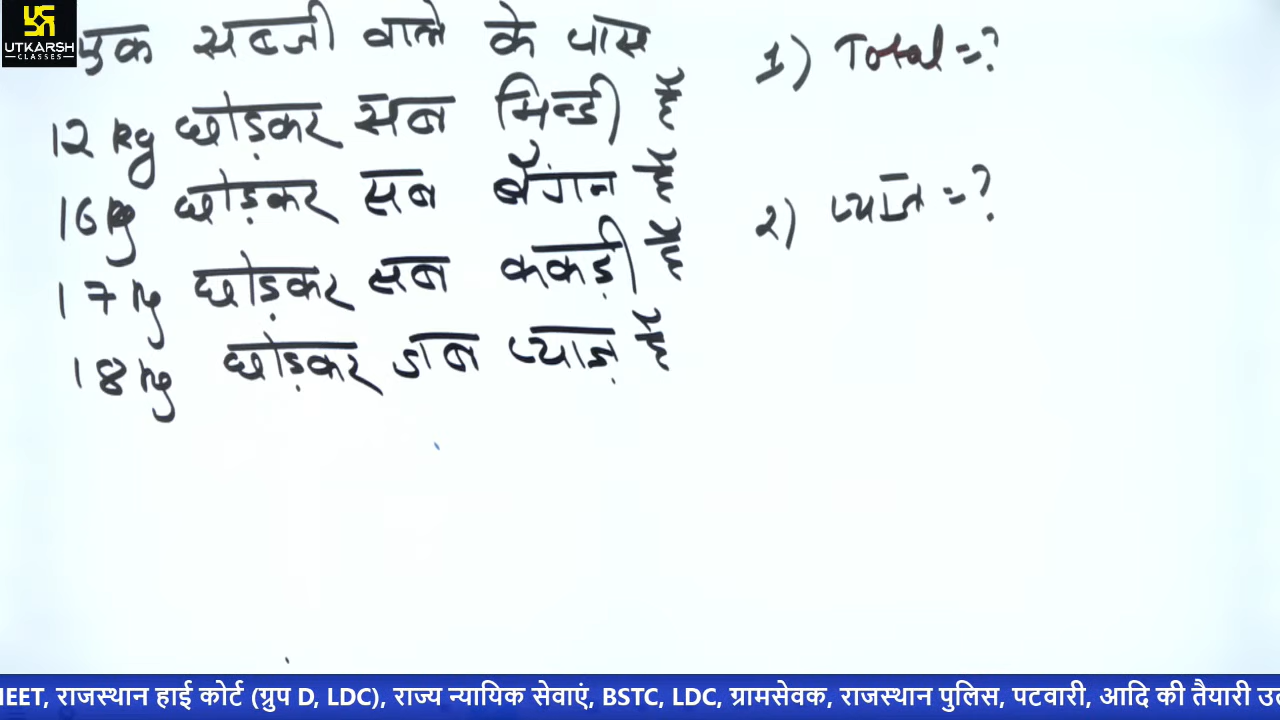 UTKARSH
CLASSES
एक सबजी वाले के पास
12 kg छोड़कर सब भिन्डी है
16 kg छोड़कर सब बैंगन है
17 kg छोड़कर सब ककड़ी है
18 kg छोड़कर सब प्याज़ है
1) Total = ?
2) प्याज = ?
NEET, राजस्थान हाई कोर्ट (ग्रुप D, LDC), राज्य न्यायिक सेवाएं, BSTC, LDC, ग्रामसेवक, राजस्थान पुलिस, पटवारी, आदि की तैयारी